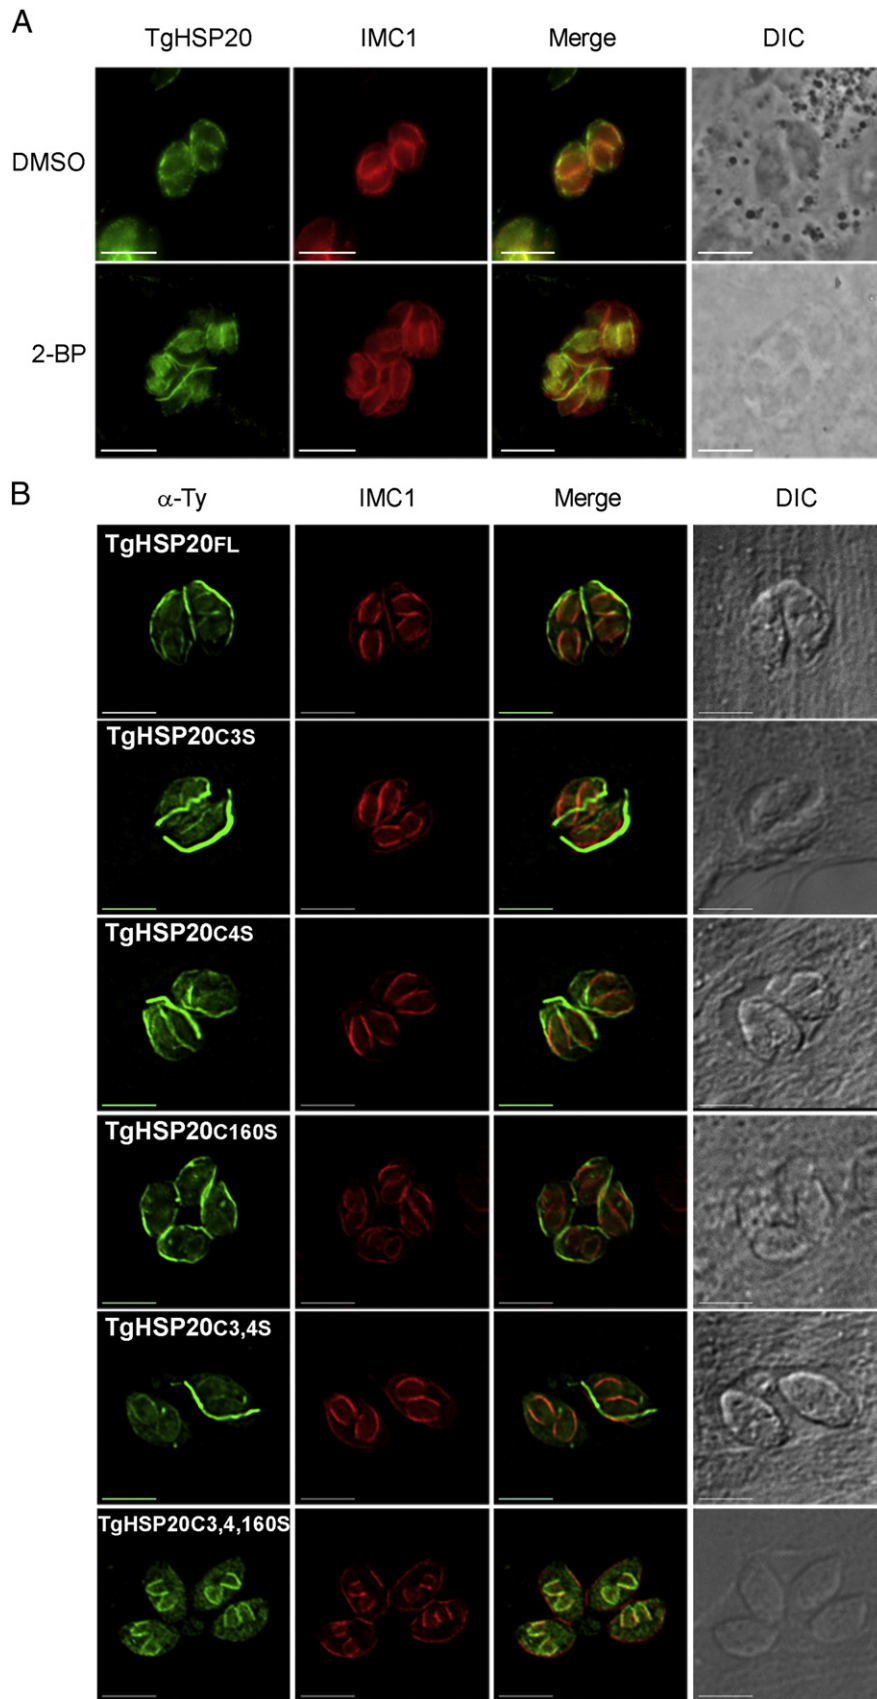 A
TgHSP20 IMC1 Merge DIC
DMSO
2-BP
B
α-Ty IMC1 Merge DIC
TgHSP20FL
TgHSP20C3S
TgHSP20C4S
TgHSP20C160S
TgHSP20C3,4S
TgHSP20C3,4,160S